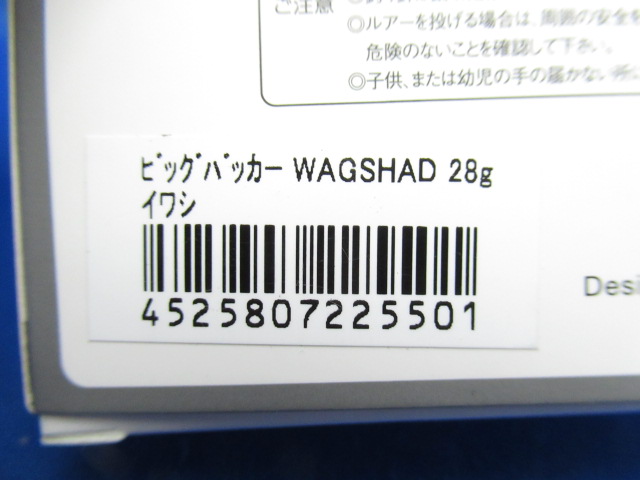 ご注意
◎ルアーを投げる場合は、周囲の安全を
危険のないことを確認して下さい。
◎子供、または幼児の手の届かない所に
ﾋﾞｯｸﾞﾊﾞｯカー WAGSHAD 28g
イワシ
4525807225501
Desi